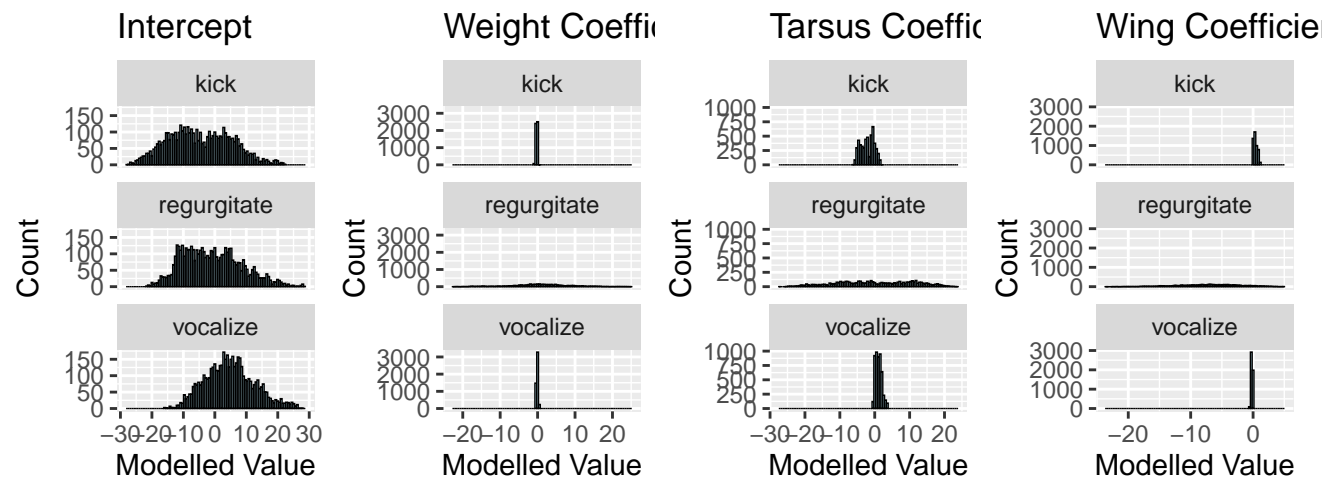 Intercept
Count
kick
150
100
50
0
regurgitate
150
100
50
0
vocalize
150
100
50
0
−30 −20 −10 0 10 20 30
Modelled Value
Weight Coeffic
Count
kick
3000
2000
1000
0
regurgitate
3000
2000
1000
0
vocalize
3000
2000
1000
0
−20 −10 0 10 20
Modelled Value
Tarsus Coeffic
Count
kick
1000
750
500
250
0
regurgitate
1000
750
500
250
0
vocalize
1000
750
500
250
0
−30 −20 −10 0 10 20
Modelled Value
Wing Coefficien
Count
kick
3000
2000
1000
0
regurgitate
3000
2000
1000
0
vocalize
3000
2000
1000
0
−20 −10 0
Modelled Value